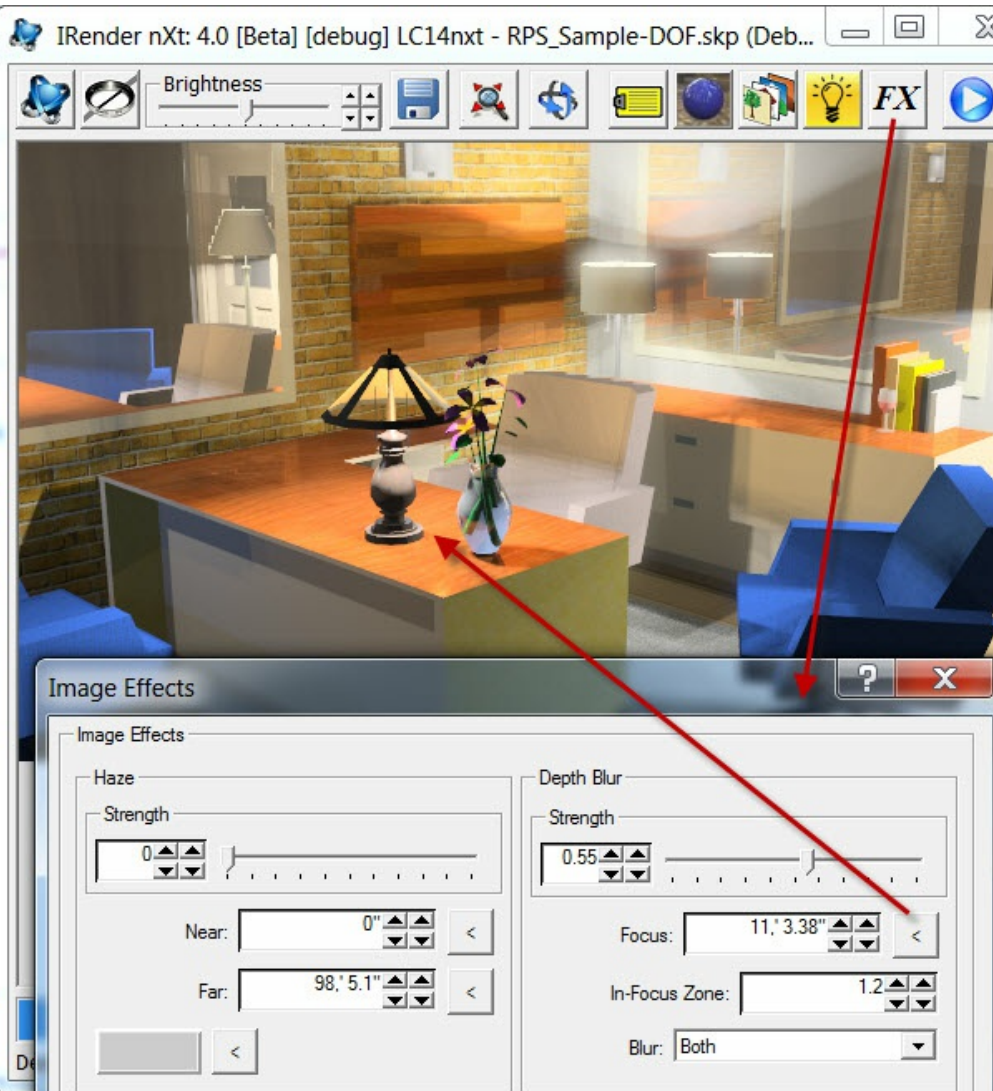 IRender nXt: 4.0 [Beta] [debug] LC14nxt - RPS_Sample-DOF.skp (Deb...
Brightness
FX
Image Effects
Image Effects
Haze
Depth Blur
Strength
Strength
0
0.55
Near: 0"
Focus: 11,' 3.38"
<
<
Far: 98,' 5.1"
In-Focus Zone: 1.2
<
<
Blur: Both
De